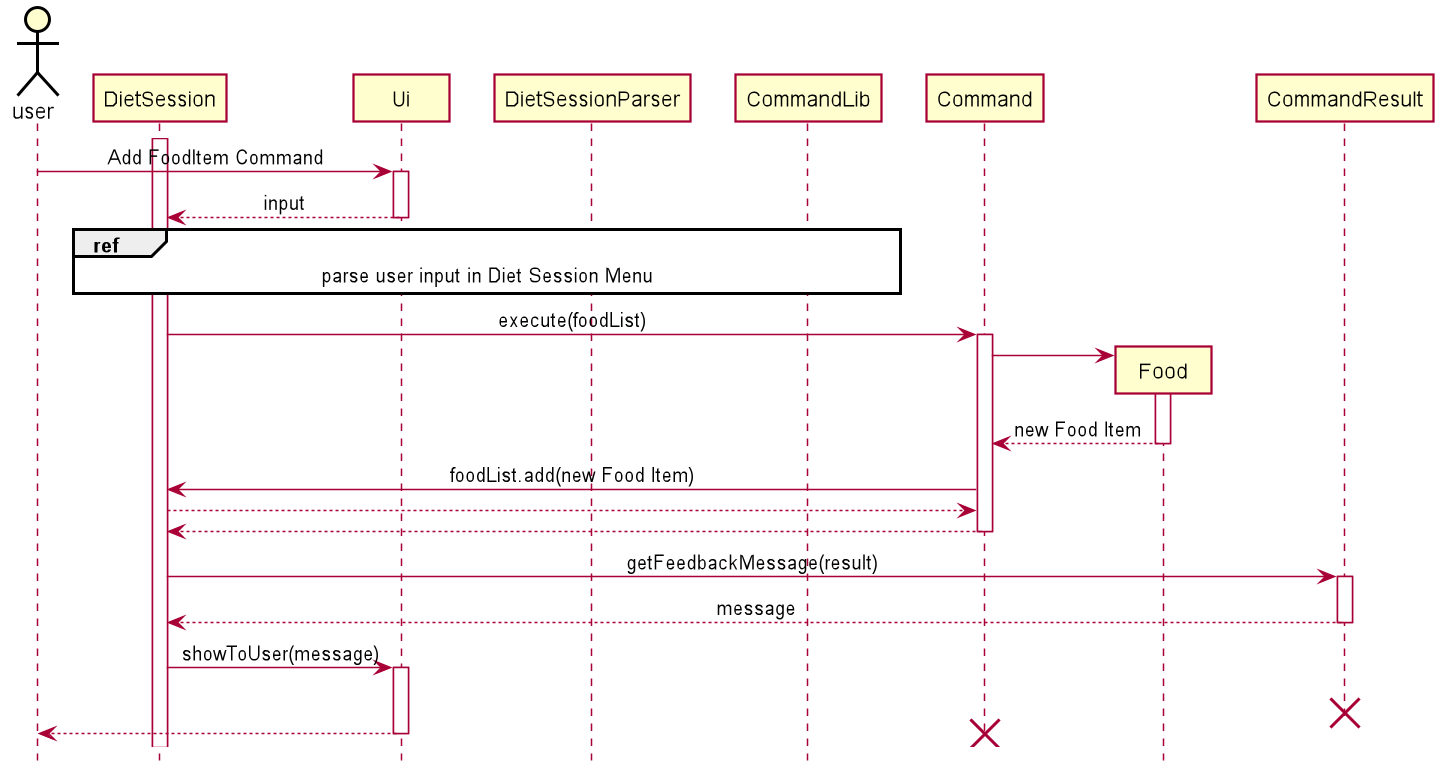 user
DietSession
Ui
DietSessionParser
CommandLib
Command
CommandResult
Add FoodItem Command
input
ref
parse user input in Diet Session Menu
execute(foodList)
Food
new Food Item
foodList.add(new Food Item)
getFeedbackMessage(result)
message
showToUser(message)